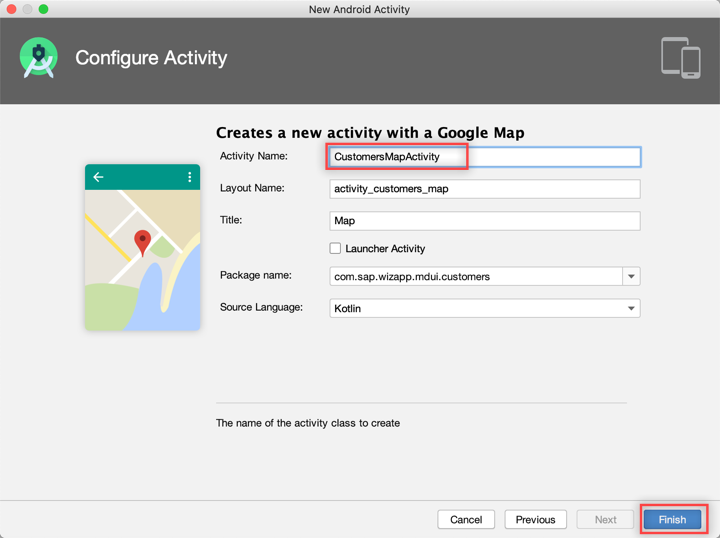 New Android Activity
Configure Activity
Creates a new activity with a Google Map
Activity Name: CustomersMapActivity
Layout Name: activity_customers_map
Title: Map
Launcher Activity
Package name: com.sap.wizapp.mdui.customers
Source Language: Kotlin
The name of the activity class to create
Cancel Previous Next Finish